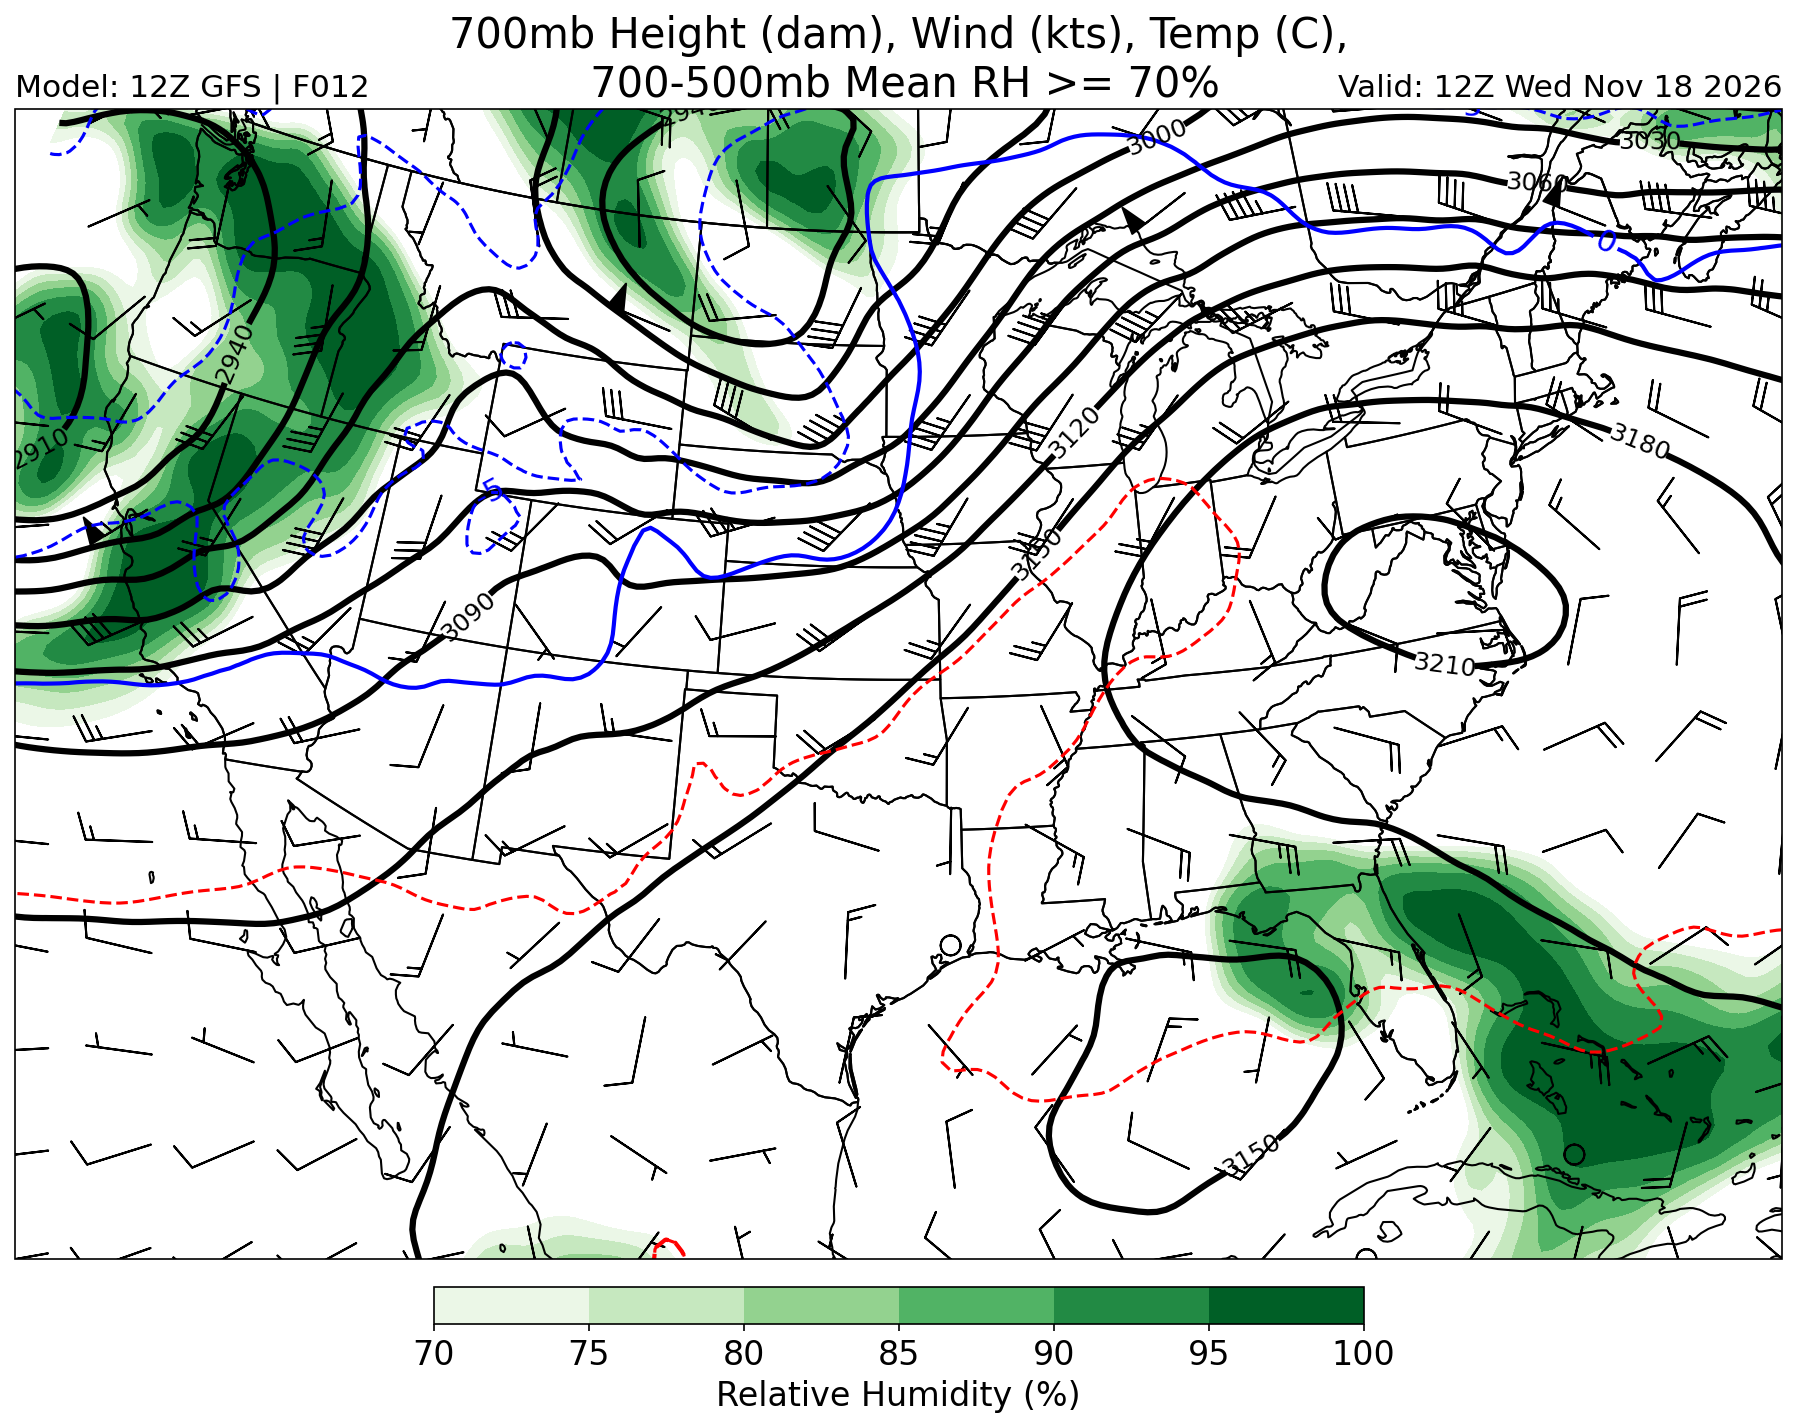 700mb Height (dam), Wind (kts), Temp (C),
700-500mb Mean RH >= 70%
Model: 12Z GFS | F012
Valid: 12Z Wed Nov 18 2026
3000
3030
3060
0
2940
2910
3120
3180
5
3150
3090
3210
3150
70 75 80 85 90 95 100
Relative Humidity (%)